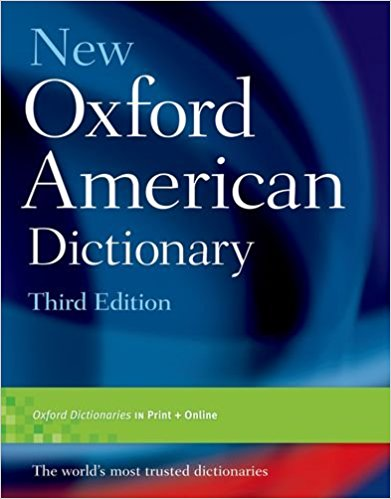 New
Oxford
American
Dictionary
Third Edition
Oxford Dictionaries IN Print + Online
The world's most trusted dictionaries